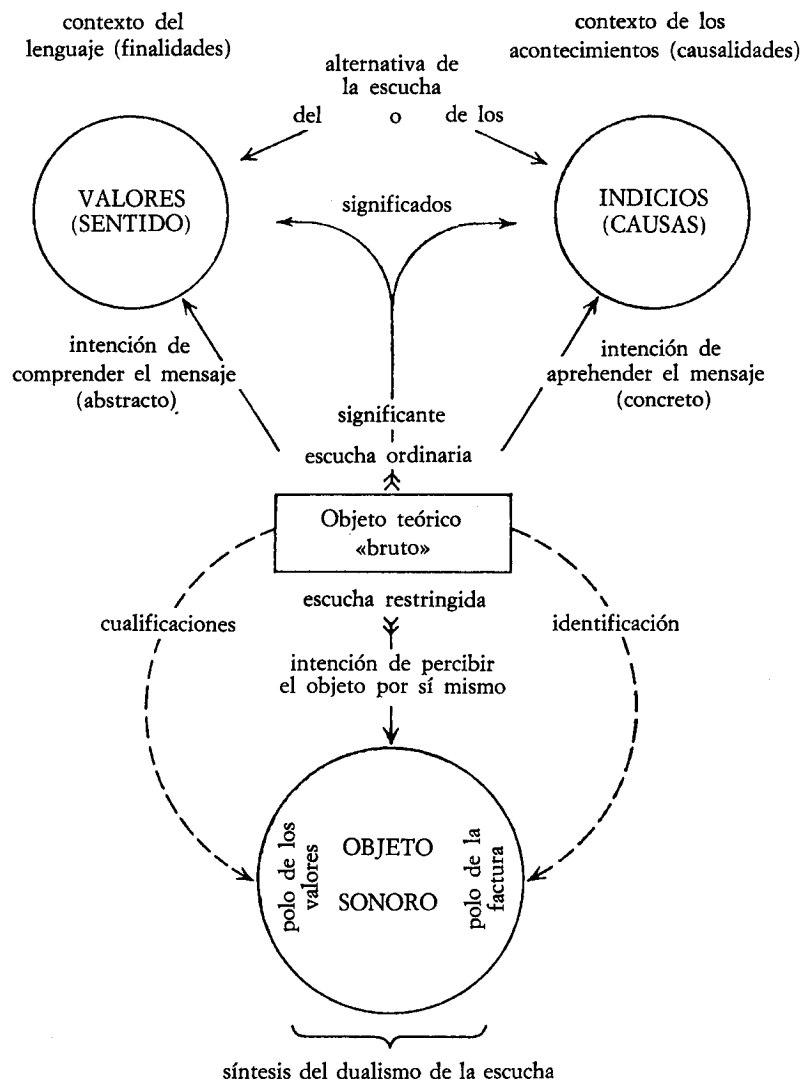 contexto del
lenguaje (finalidades)
contexto de los
acontecimientos (causalidades)
alternativa de
la escucha
del o de los
VALORES
(SENTIDO)
significados
INDICIOS
(CAUSAS)
intención de
comprender el mensaje
(abstracto)
intención de
aprehender el mensaje
(concreto)
significante
escucha ordinaria
Objeto teórico
«bruto»
escucha restringida
cualificaciones
identificación
intención de percibir
el objeto por sí mismo
polo de los
valores
OBJETO
SONORO
polo de la
factura
síntesis del dualismo de la escucha